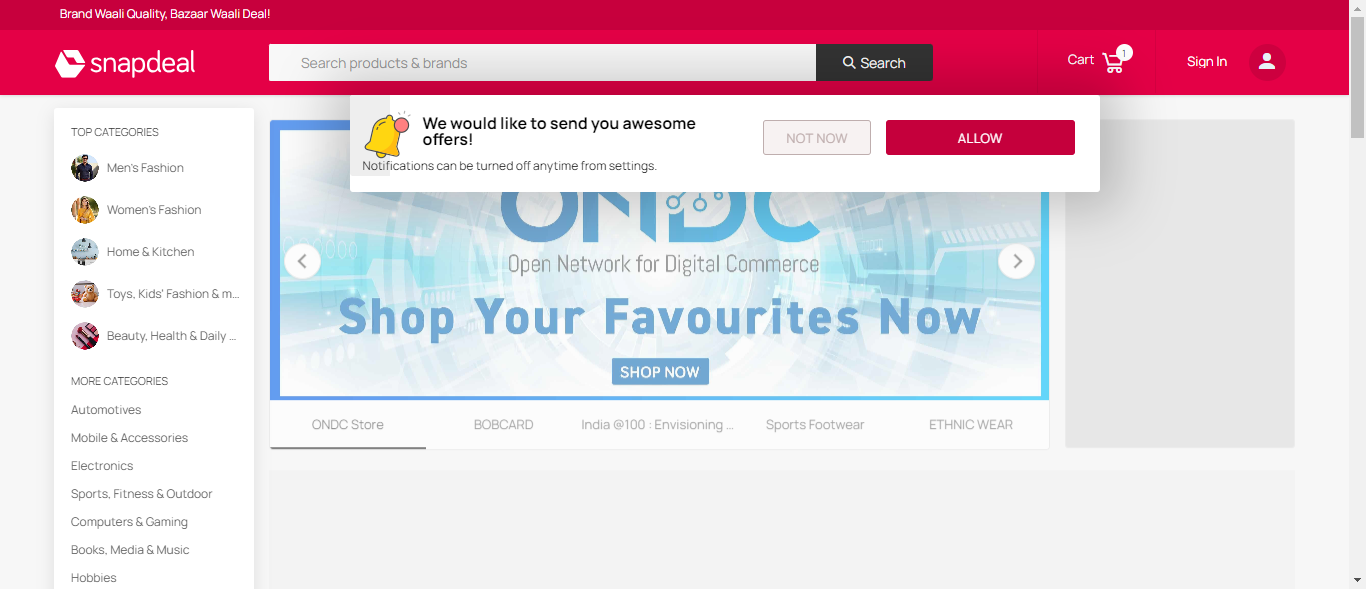 Brand Waali Quality, Bazaar Waali Deal!
snapdeal
Search products & brands
Search
Cart
1
Sign In
We would like to send you awesome
offers!
Notifications can be turned off anytime from settings.
NOT NOW
ALLOW
TOP CATEGORIES
Men's Fashion
Women's Fashion
Home & Kitchen
Toys, Kids' Fashion & m...
Beauty, Health & Daily ...
MORE CATEGORIES
Automotives
Mobile & Accessories
Electronics
Sports, Fitness & Outdoor
Computers & Gaming
Books, Media & Music
Hobbies
ONDC
Open Network for Digital Commerce
Shop Your Favourites Now
SHOP NOW
ONDC Store
BOBCARD
India @100 : Envisioning ...
Sports Footwear
ETHNIC WEAR